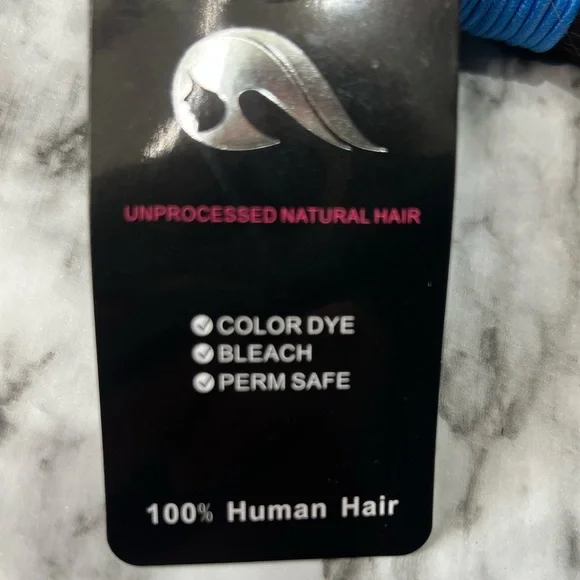 UNPROCESSED NATURAL HAIR
COLOR DYE
BLEACH
PERM SAFE
100% Human Hair